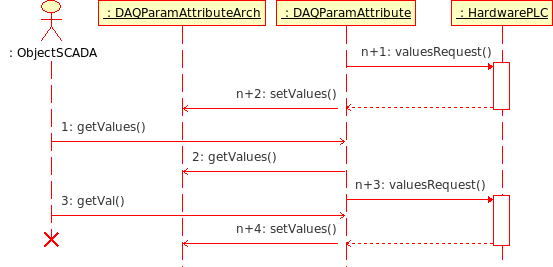 : DAQParamAttributeArch
: DAQParamAttribute
: HardwarePLC
: ObjectSCADA
n+1: valuesRequest()
n+2: setValues()
1: getValues()
2: getValues()
n+3: valuesRequest()
3: getVal()
n+4: setValues()